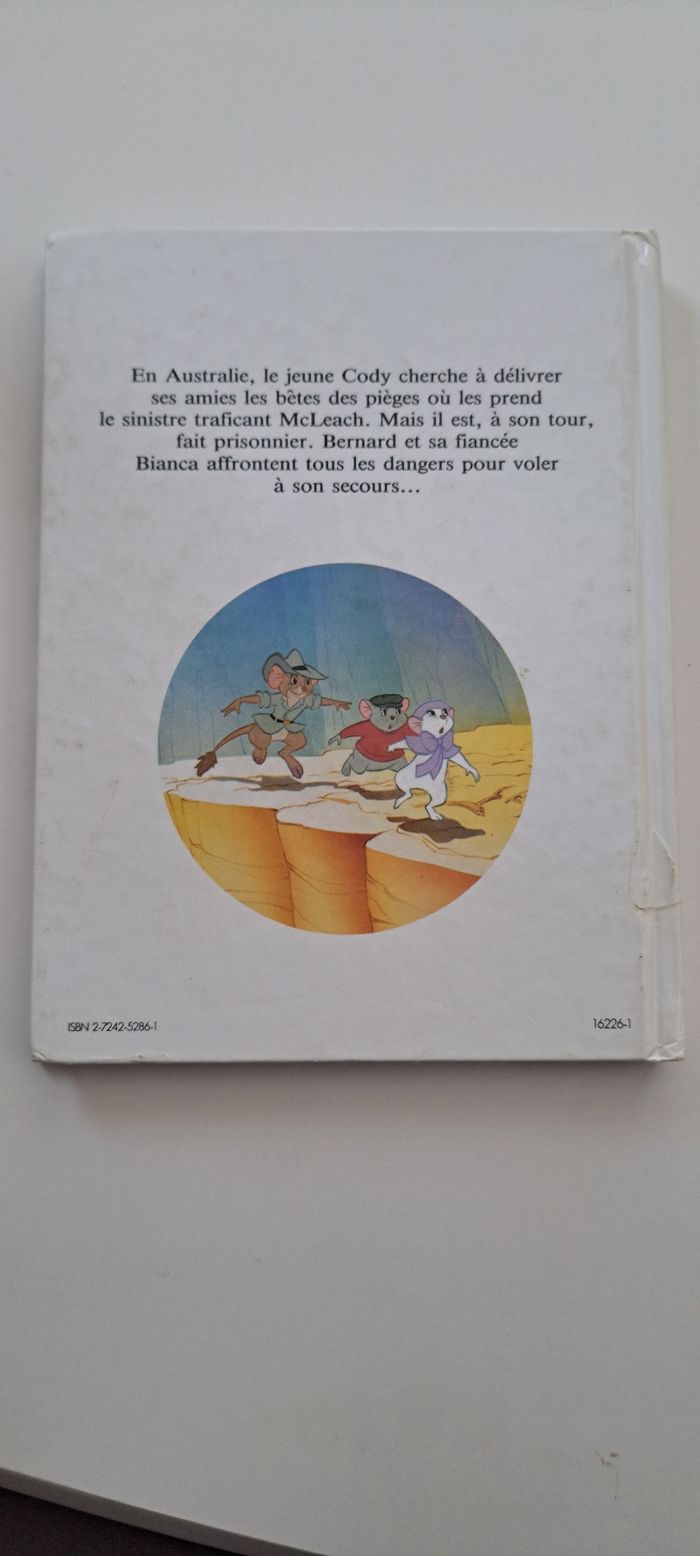 En Australie, le jeune Cody cherche à délivrer
ses amies les bêtes des pièges où les prend
le sinistre traficant McLeach. Mais il est, à son tour,
fait prisonnier. Bernard et sa fiancée
Bianca affrontent tous les dangers pour voler
à son secours...
ISBN 2-7242-5286-1
16226-1